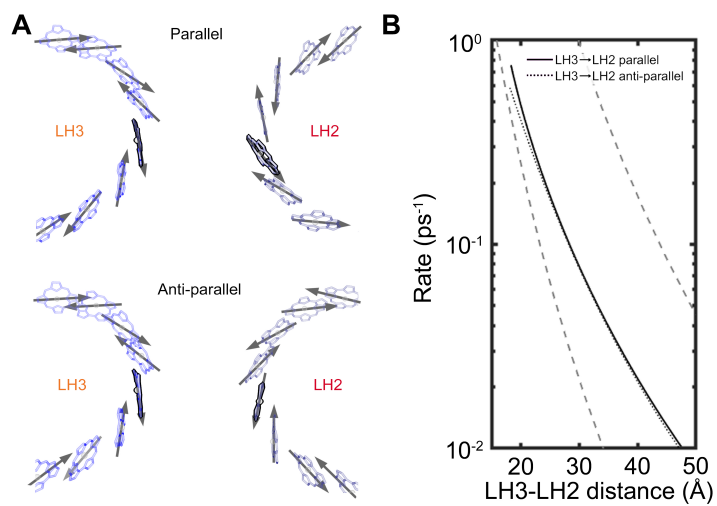 A
Parallel
LH3
LH2
Anti-parallel
LH3
LH2
B
LH3→LH2 parallel
LH3→LH2 anti-parallel
10⁰
10⁻¹
10⁻²
Rate (ps⁻¹)
20 30 40 50
LH3-LH2 distance (Å)